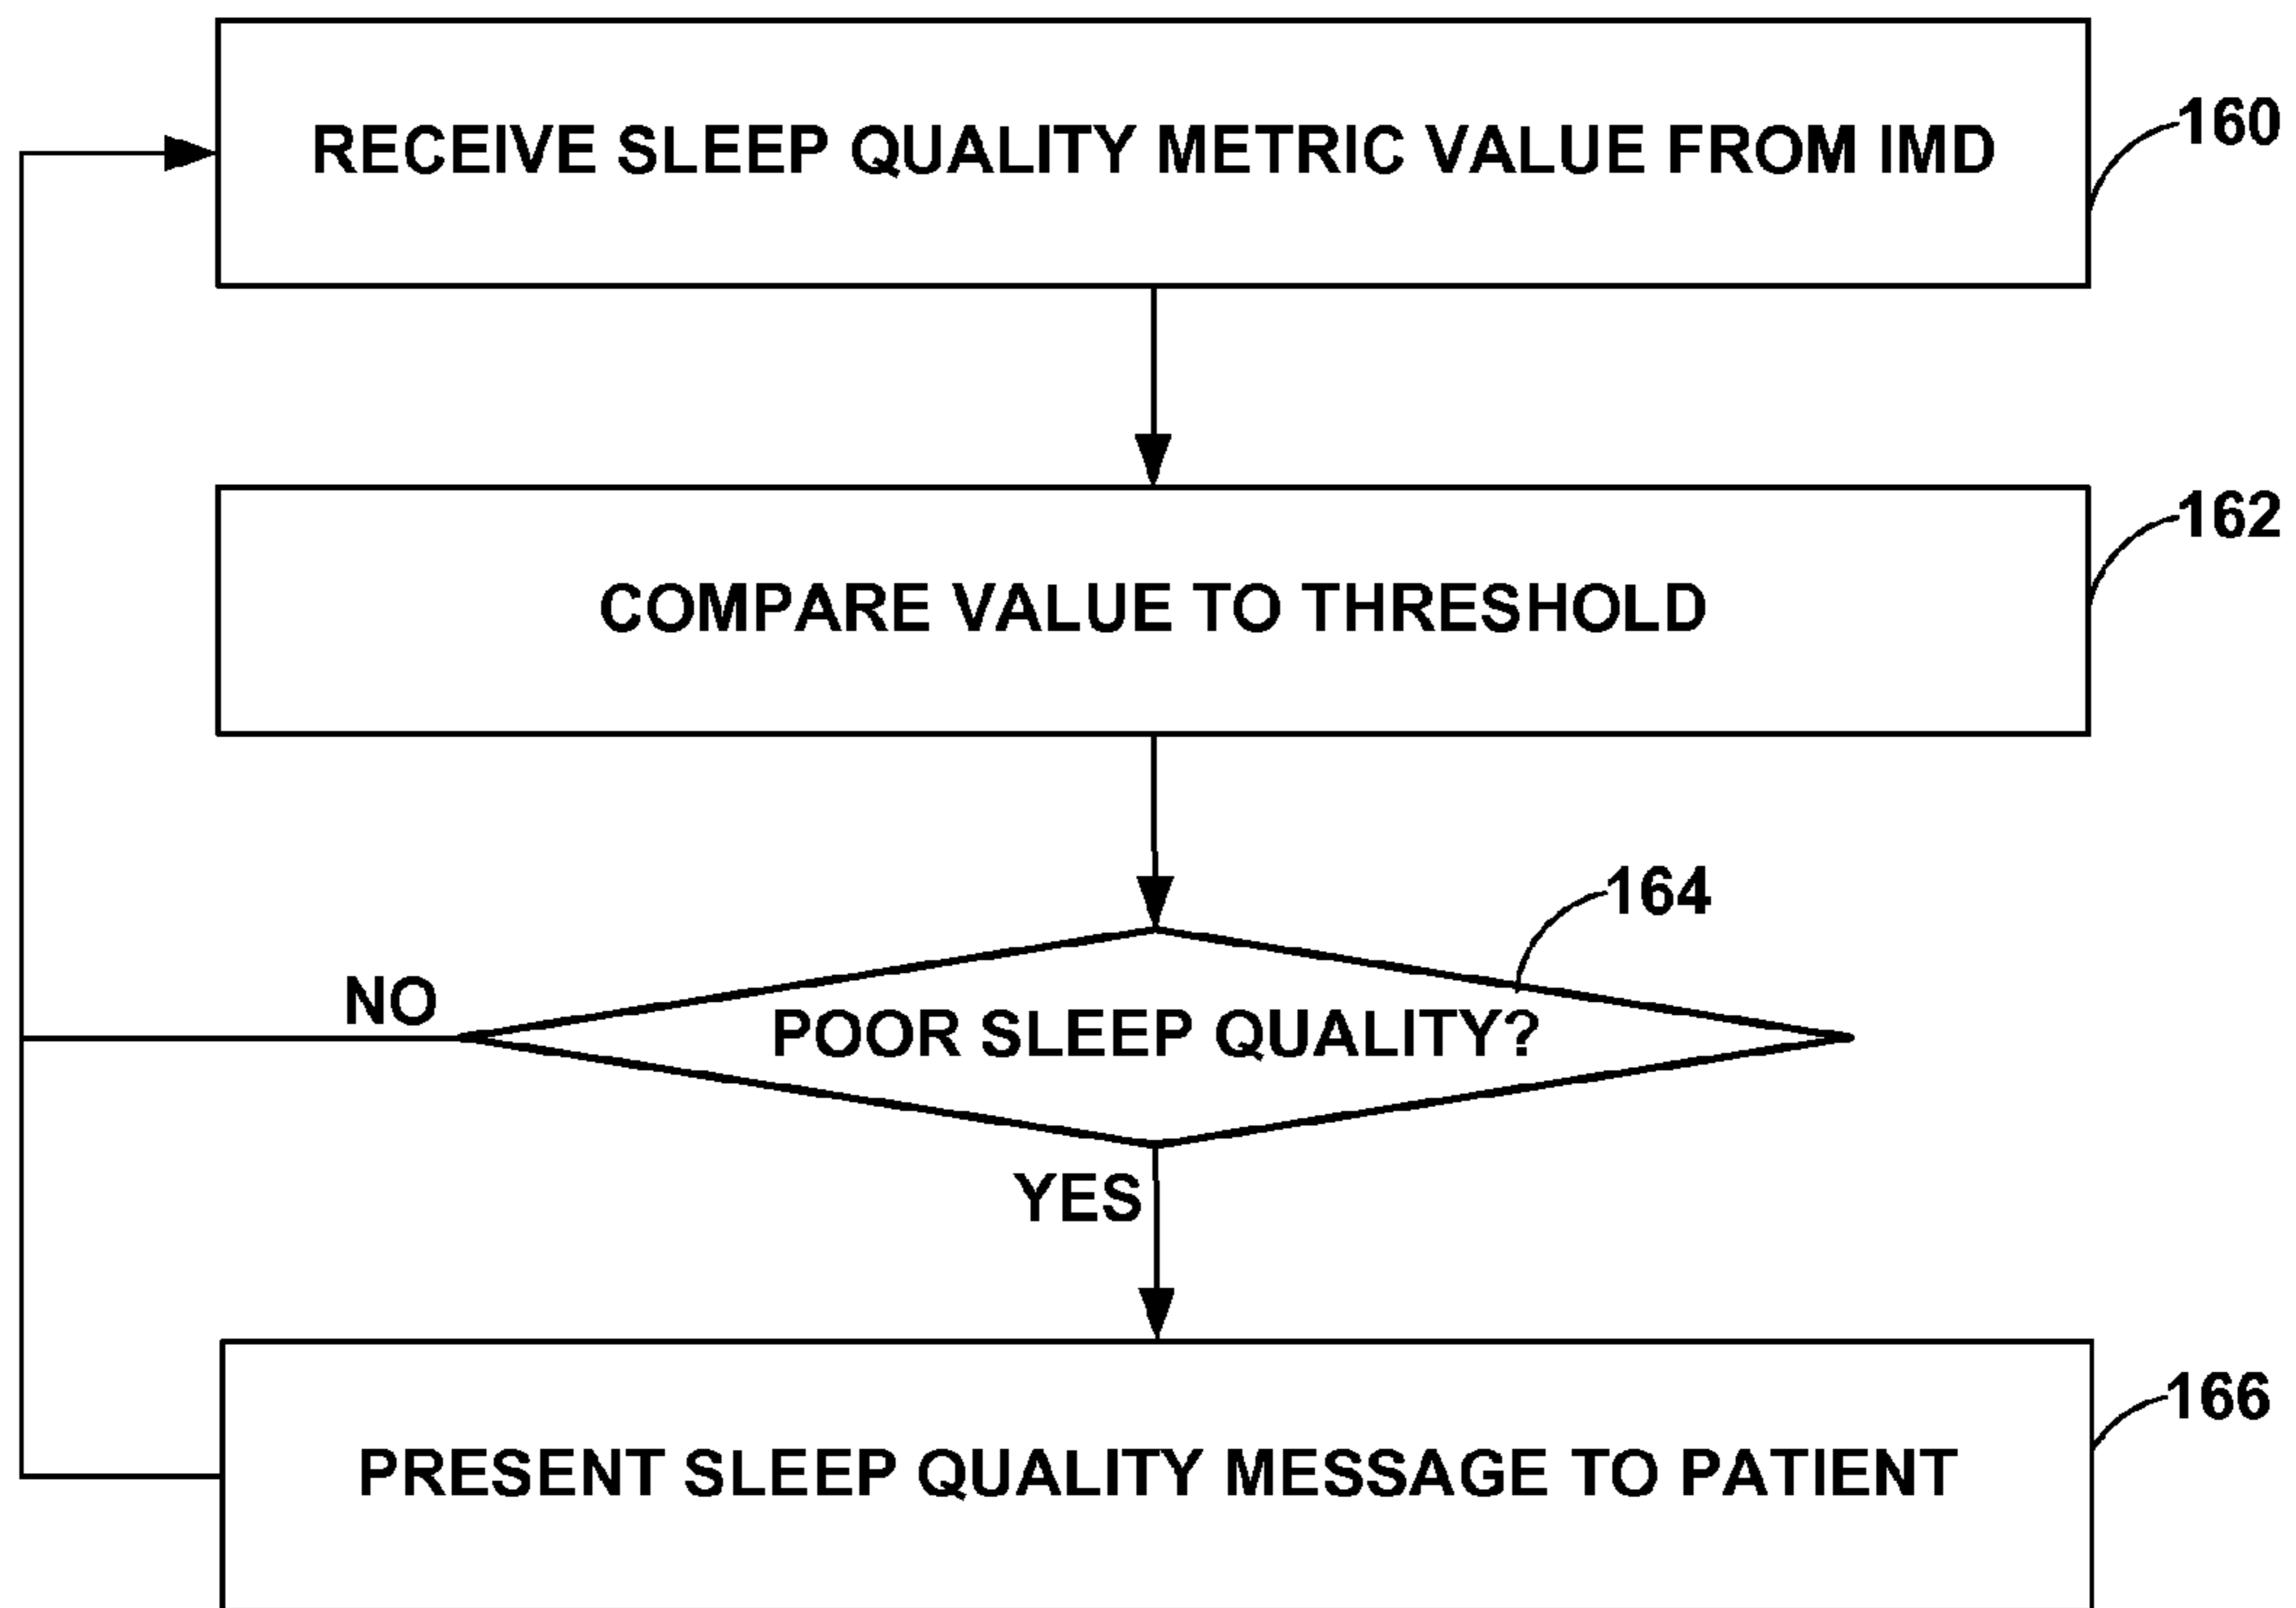 RECEIVE SLEEP QUALITY METRIC VALUE FROM IMD
160
COMPARE VALUE TO THRESHOLD
162
164
POOR SLEEP QUALITY?
NO
YES
PRESENT SLEEP QUALITY MESSAGE TO PATIENT
166